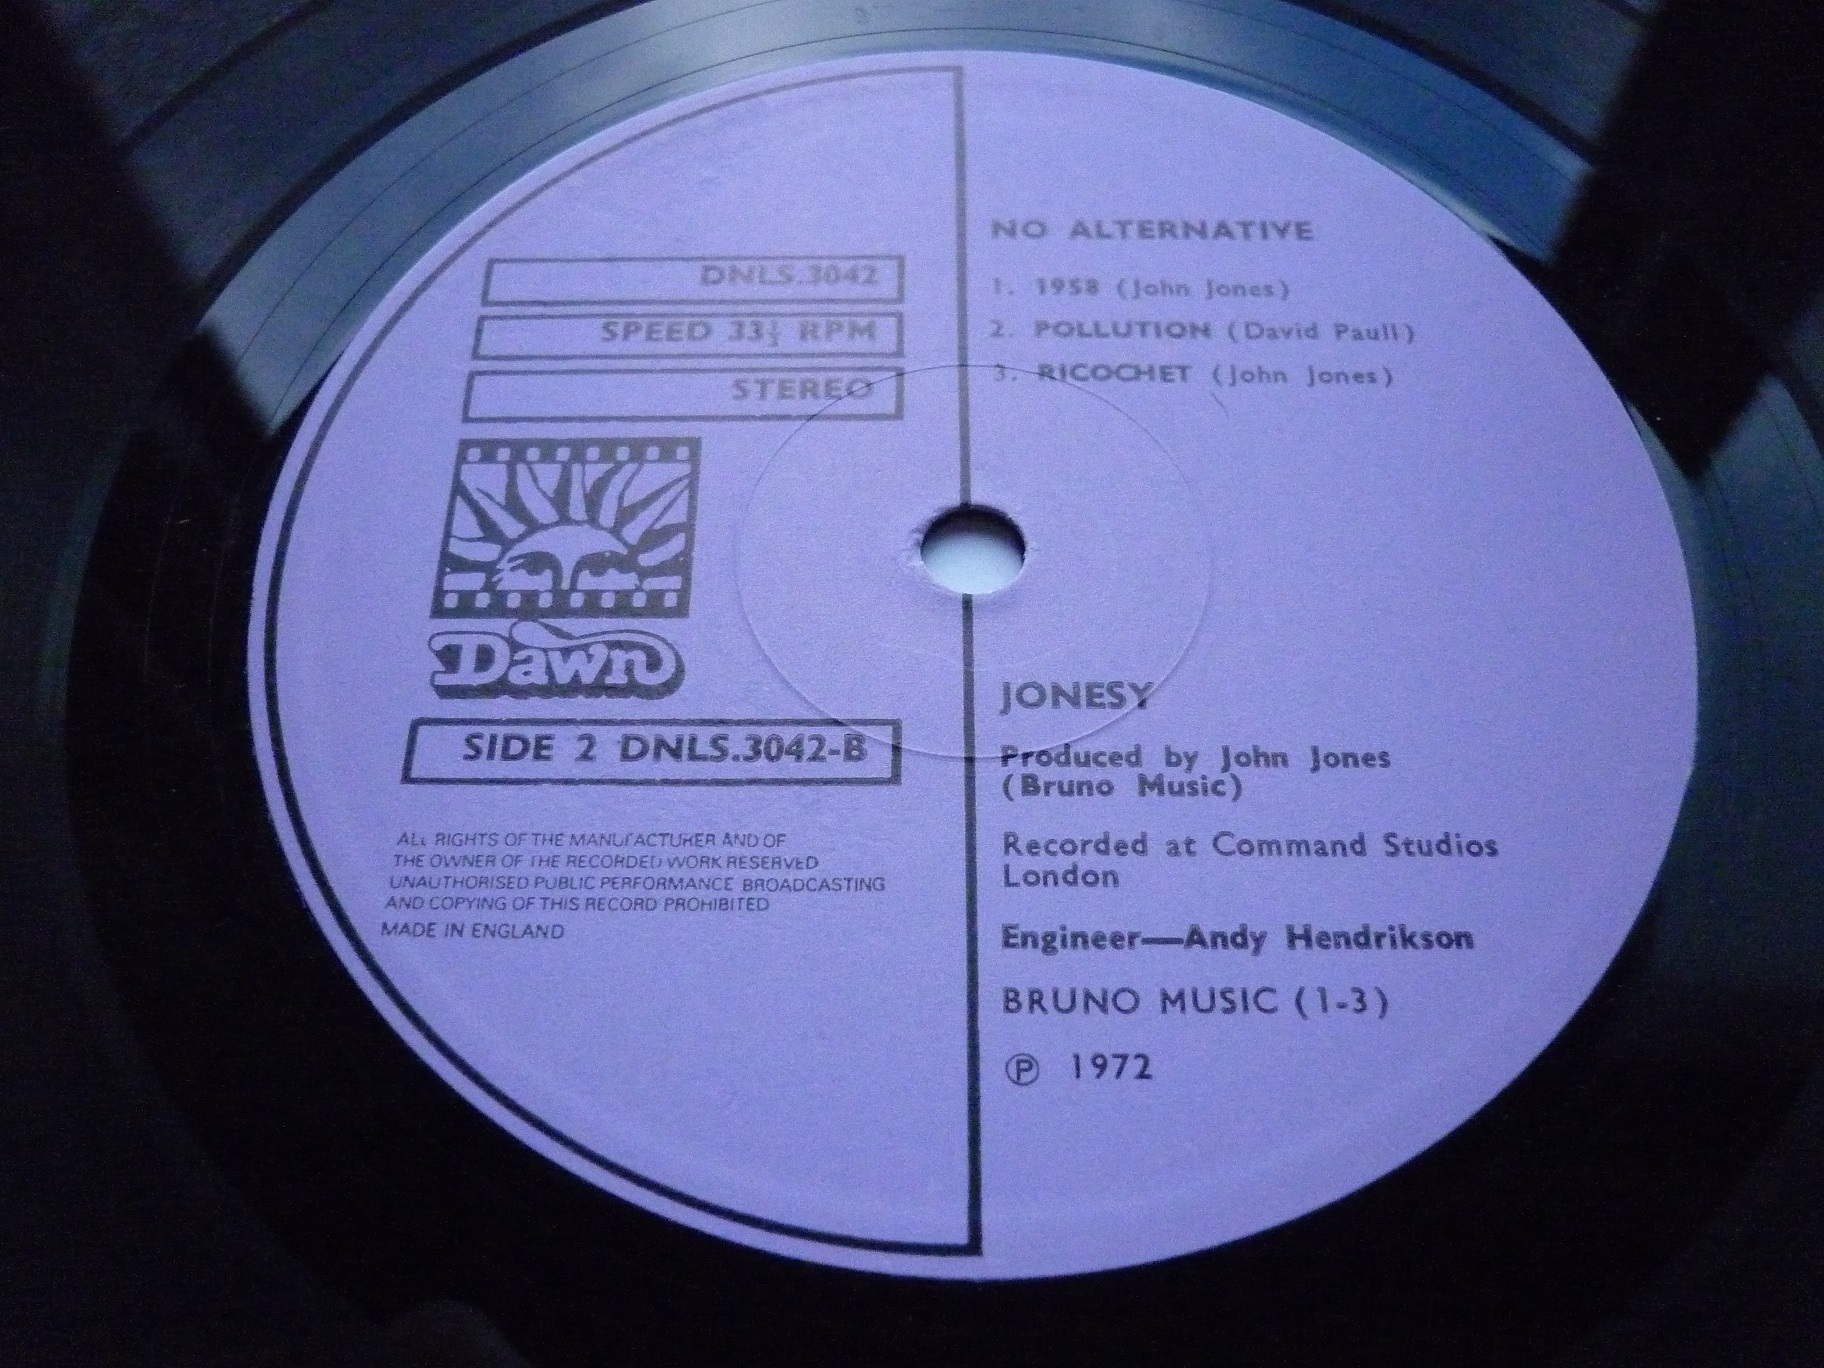 DNLS.3042
SPEED 33⅓ RPM
STEREO
Dawn
SIDE 2 DNLS.3042-B
ALL RIGHTS OF THE MANUFACTURER AND OF
THE OWNER OF THE RECORDED WORK RESERVED
UNAUTHORISED PUBLIC PERFORMANCE BROADCASTING
AND COPYING OF THIS RECORD PROHIBITED
MADE IN ENGLAND
NO ALTERNATIVE
1. 1958 (John Jones)
2. POLLUTION (David Paull)
3. RICOCHET (John Jones)
JONESY
Produced by John Jones
(Bruno Music)
Recorded at Command Studios
London
Engineer—Andy Hendrikson
BRUNO MUSIC (1-3)
Ⓟ 1972